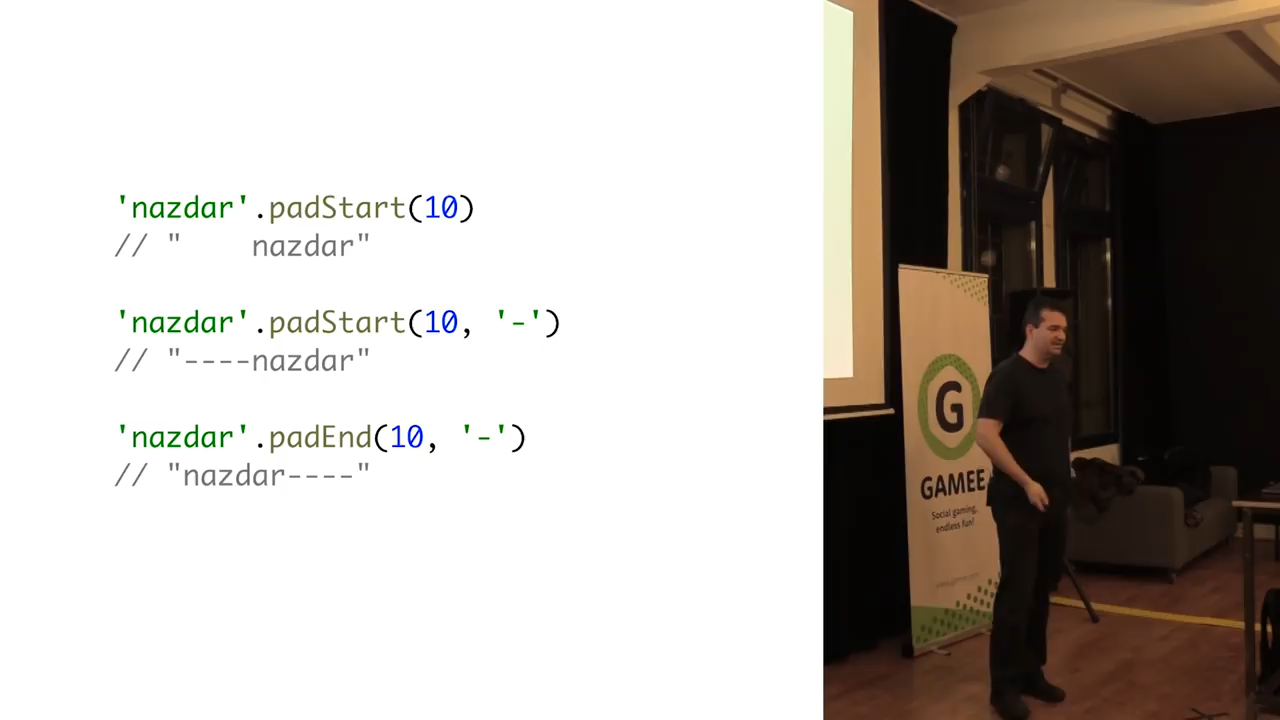 'nazdar'.padStart(10)
// "    nazdar"
'nazdar'.padStart(10, '-')
// "----nazdar"
'nazdar'.padEnd(10, '-')
// "nazdar----"
G
GAMEE
Social gaming,
endless fun!